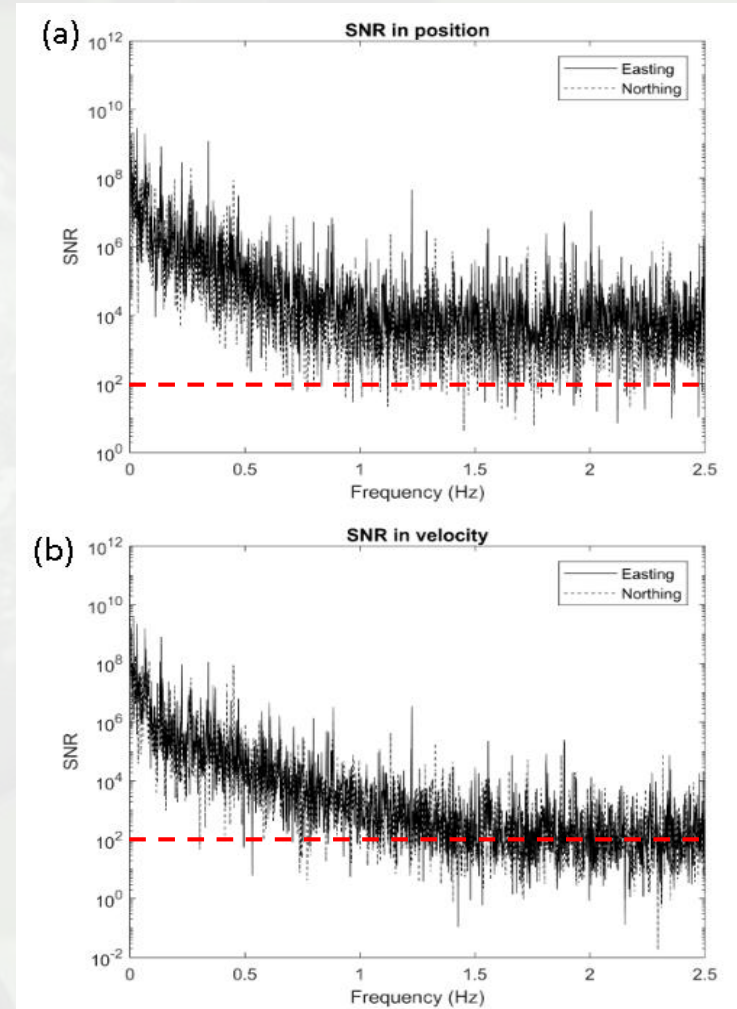 (a)
SNR in position
10^12
10^10
10^8
10^6
10^4
10^2
10^0
SNR
Easting
Northing
0 0.5 1 1.5 2 2.5
Frequency (Hz)
(b)
SNR in velocity
10^12
10^10
10^8
10^6
10^4
10^2
10^0
10^-2
SNR
Easting
Northing
0 0.5 1 1.5 2 2.5
Frequency (Hz)